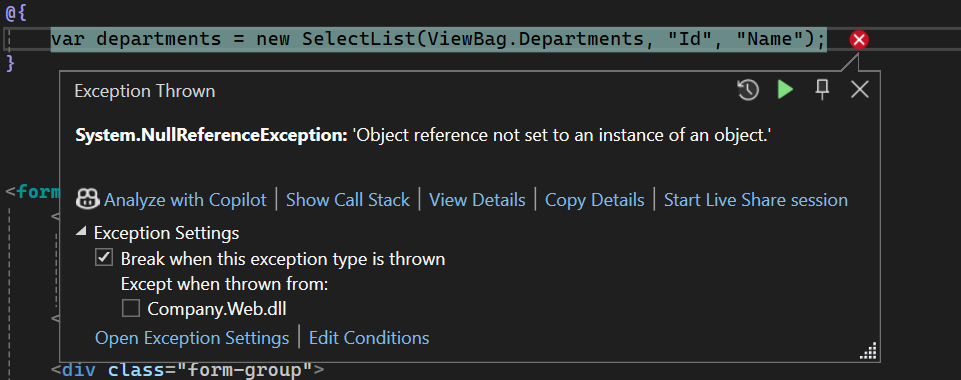 @{
var departments = new SelectList(ViewBag.Departments, "Id", "Name");
}
Exception Thrown
System.NullReferenceException: 'Object reference not set to an instance of an object.'
<form
Analyze with Copilot | Show Call Stack | View Details | Copy Details | Start Live Share session
<
Exception Settings
Break when this exception type is thrown
Except when thrown from:
Company.Web.dll
<
Open Exception Settings | Edit Conditions
<div class="form-group">